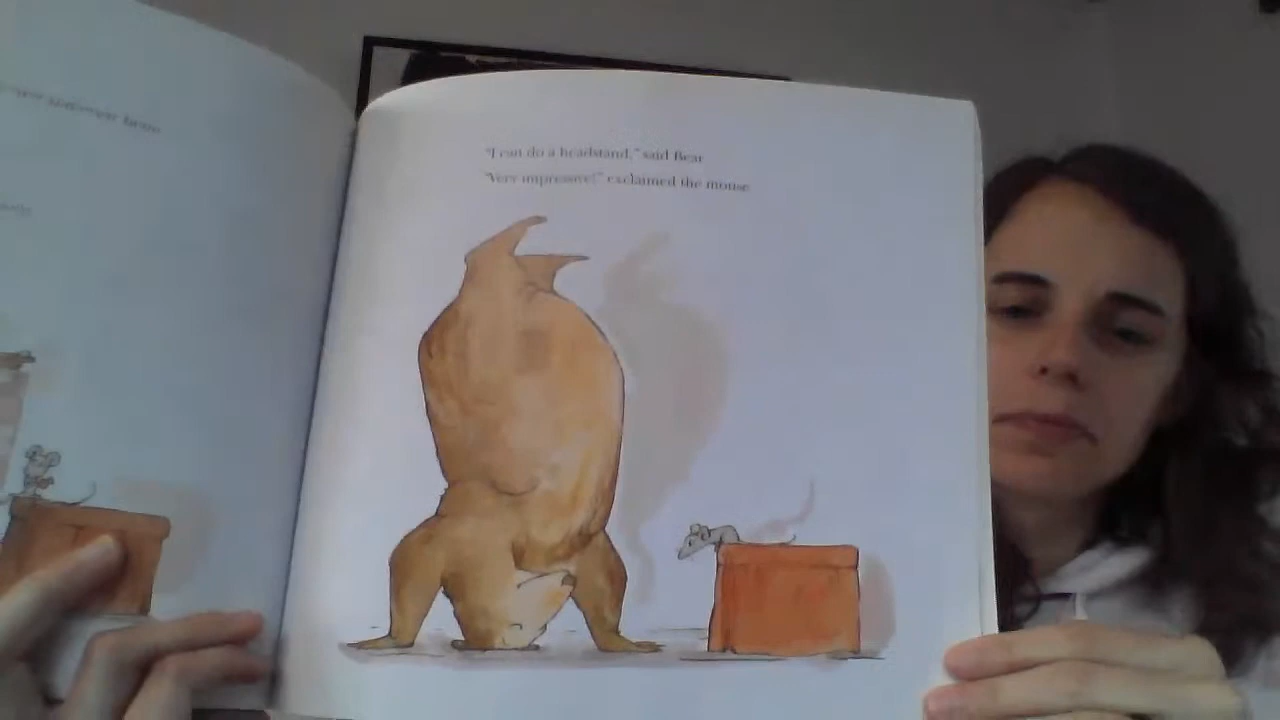 "I can do a headstand," said Bear
"Very impressive!" exclaimed the mouse